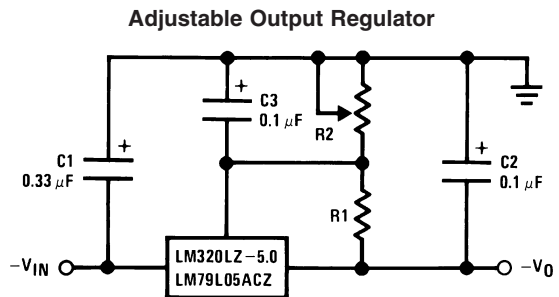 Adjustable Output Regulator
+
C3
0.1 μF
R2
+
C1
0.33 μF
+
C2
0.1 μF
R1
LM320LZ–5.0
LM79L05ACZ
–VIN
–VO